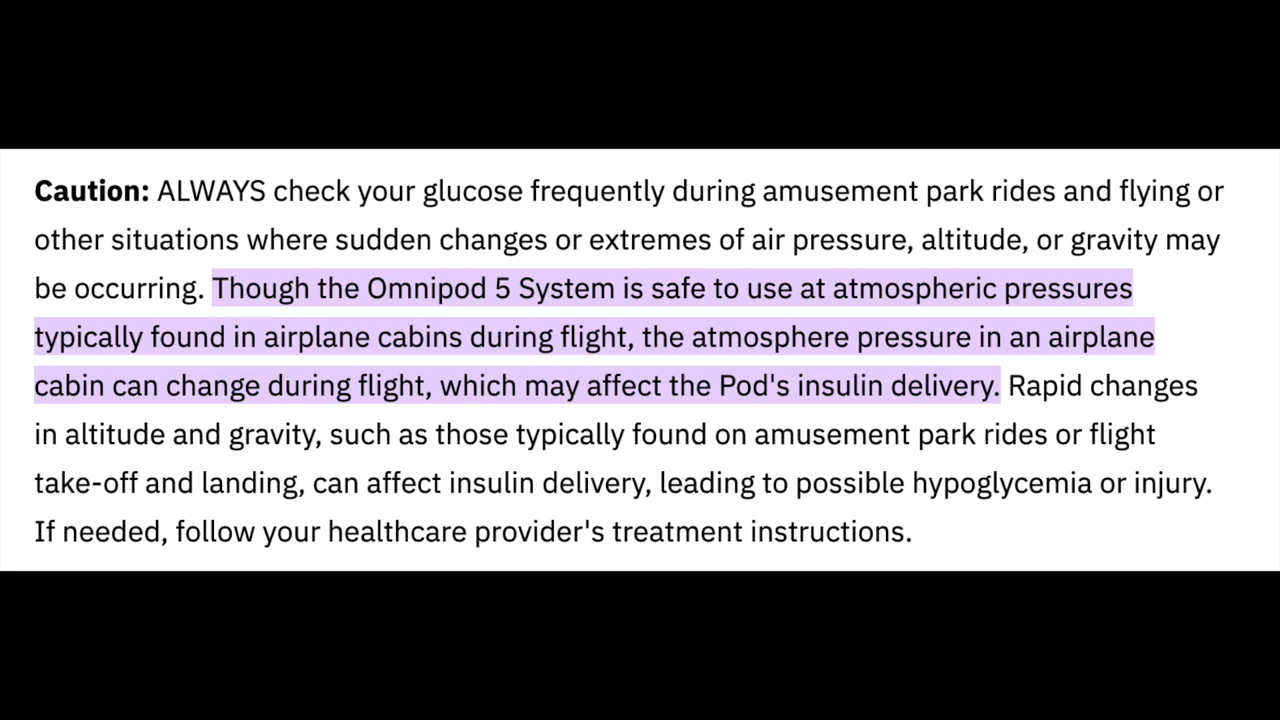 Caution: ALWAYS check your glucose frequently during amusement park rides and flying or
other situations where sudden changes or extremes of air pressure, altitude, or gravity may
be occurring. Though the Omnipod 5 System is safe to use at atmospheric pressures
typically found in airplane cabins during flight, the atmosphere pressure in an airplane
cabin can change during flight, which may affect the Pod's insulin delivery. Rapid changes
in altitude and gravity, such as those typically found on amusement park rides or flight
take-off and landing, can affect insulin delivery, leading to possible hypoglycemia or injury.
If needed, follow your healthcare provider's treatment instructions.